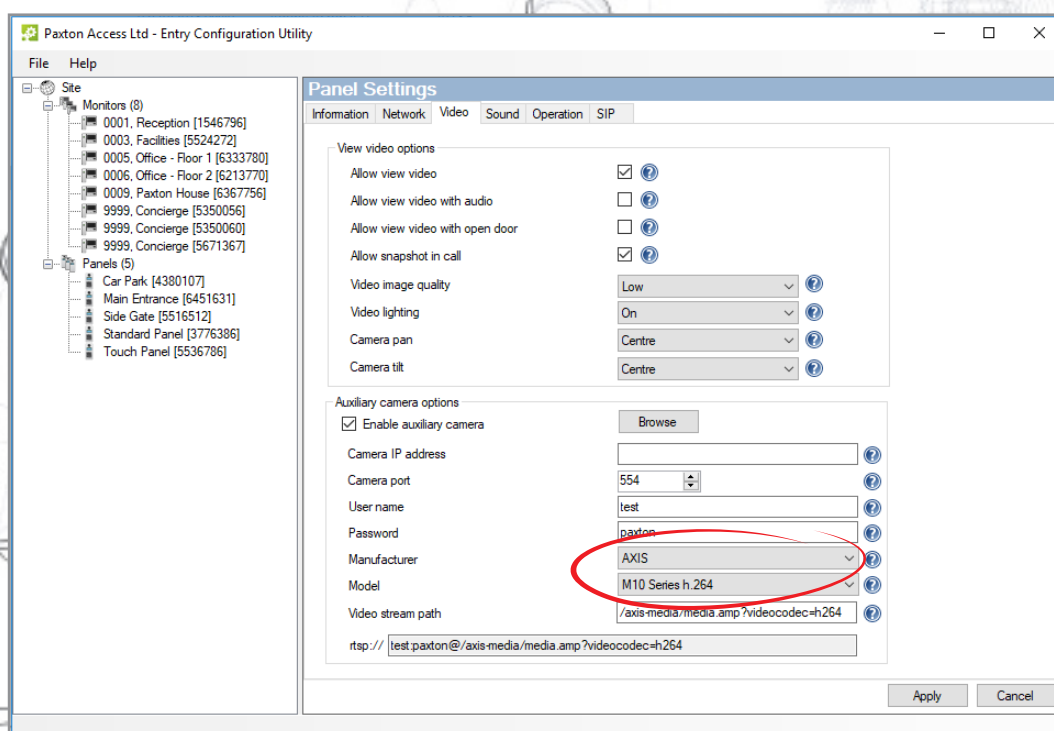 Paxton Access Ltd - Entry Configuration Utility
File Help
Site
Monitors (8)
0001, Reception [1546796]
0003, Facilities [5524272]
0005, Office - Floor 1 [6333780]
0006, Office - Floor 2 [6213770]
0009, Paxton House [6367756]
9999, Concierge [5350056]
9999, Concierge [5350060]
9999, Concierge [5671367]
Panels (5)
Car Park [4380107]
Main Entrance [6451631]
Side Gate [5516512]
Standard Panel [3776386]
Touch Panel [5536786]
Panel Settings
Information Network Video Sound Operation SIP
View video options
Allow view video
Allow view video with audio
Allow view video with open door
Allow snapshot in call
Video image quality Low
Video lighting On
Camera pan Centre
Camera tilt Centre
Auxiliary camera options
Enable auxiliary camera Browse
Camera IP address
Camera port 554
User name test
Password paxton
Manufacturer AXIS
Model M10 Series h.264
Video stream path /axis-media/media.amp?videocodec=h264
rtsp:// test:paxton@/axis-media/media.amp?videocodec=h264
Apply Cancel